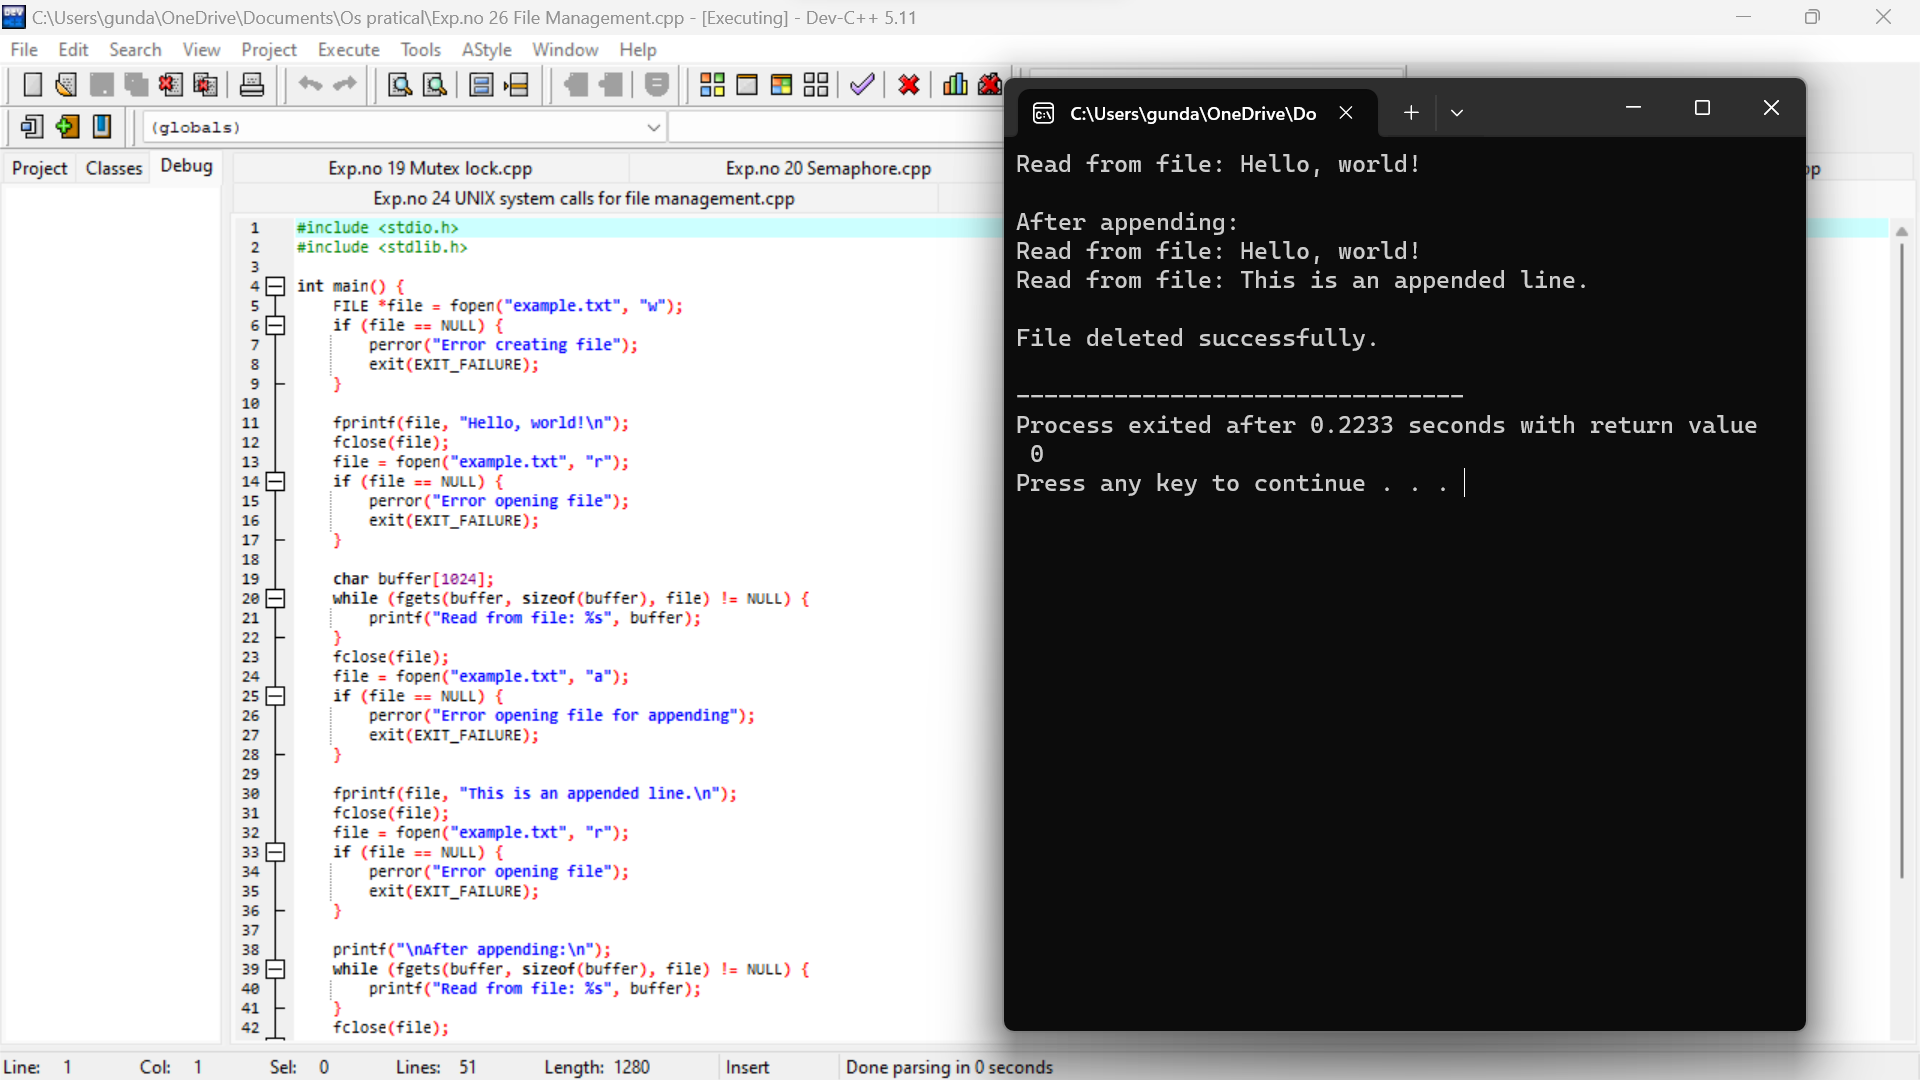 C:\Users\gunda\OneDrive\Documents\Os pratical\Exp.no 26 File Management.cpp - [Executing] - Dev-C++ 5.11
File Edit Search View Project Execute Tools AStyle Window Help
(globals)
Project Classes Debug
Exp.no 19 Mutex lock.cpp Exp.no 20 Semaphore.cpp
Exp.no 24 UNIX system calls for file management.cpp
1 #include <stdio.h>
2 #include <stdlib.h>
3
4 int main() {
5 FILE *file = fopen("example.txt", "w");
6 if (file == NULL) {
7 perror("Error creating file");
8 exit(EXIT_FAILURE);
9 }
10
11 fprintf(file, "Hello, world!\n");
12 fclose(file);
13 file = fopen("example.txt", "r");
14 if (file == NULL) {
15 perror("Error opening file");
16 exit(EXIT_FAILURE);
17 }
18
19 char buffer[1024];
20 while (fgets(buffer, sizeof(buffer), file) != NULL) {
21 printf("Read from file: %s", buffer);
22 }
23 fclose(file);
24 file = fopen("example.txt", "a");
25 if (file == NULL) {
26 perror("Error opening file for appending");
27 exit(EXIT_FAILURE);
28 }
29
30 fprintf(file, "This is an appended line.\n");
31 fclose(file);
32 file = fopen("example.txt", "r");
33 if (file == NULL) {
34 perror("Error opening file");
35 exit(EXIT_FAILURE);
36 }
37
38 printf("\nAfter appending:\n");
39 while (fgets(buffer, sizeof(buffer), file) != NULL) {
40 printf("Read from file: %s", buffer);
41 }
42 fclose(file);
C:\Users\gunda\OneDrive\Do
Read from file: Hello, world!
After appending:
Read from file: Hello, world!
Read from file: This is an appended line.
File deleted successfully.
--------------------------------
Process exited after 0.2233 seconds with return value
0
Press any key to continue . . .
Line: 1 Col: 1 Sel: 0 Lines: 51 Length: 1280 Insert Done parsing in 0 seconds